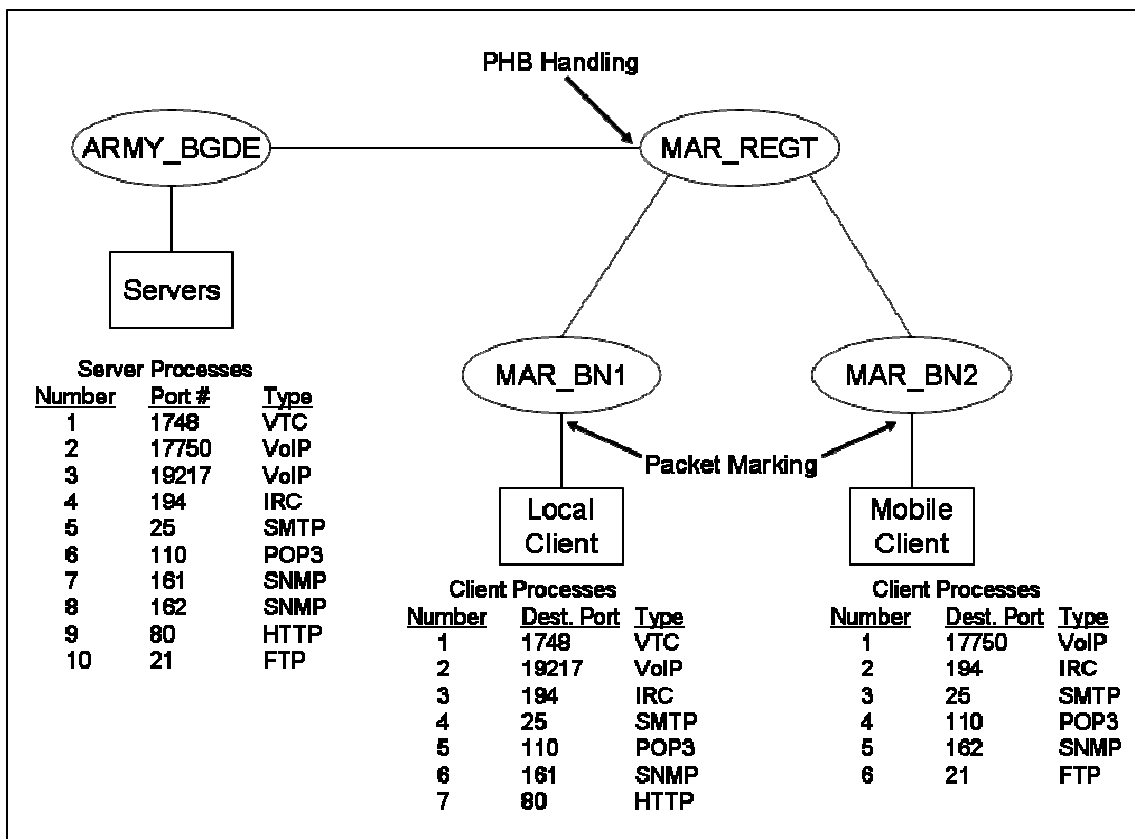 PHB Handling
ARMY_BGDE
MAR_REGT
Servers
Server Processes
Number Port # Type
1 1748 VTC
2 17750 VoIP
3 19217 VoIP
4 194 IRC
5 25 SMTP
6 110 POP3
7 161 SNMP
8 162 SNMP
9 80 HTTP
10 21 FTP
MAR_BN1
MAR_BN2
Packet Marking
Local
Client
Mobile
Client
Client Processes
Number Dest. Port Type
1 1748 VTC
2 19217 VoIP
3 194 IRC
4 25 SMTP
5 110 POP3
6 161 SNMP
7 80 HTTP
Client Processes
Number Dest. Port Type
1 17750 VoIP
2 194 IRC
3 25 SMTP
4 110 POP3
5 162 SNMP
6 21 FTP